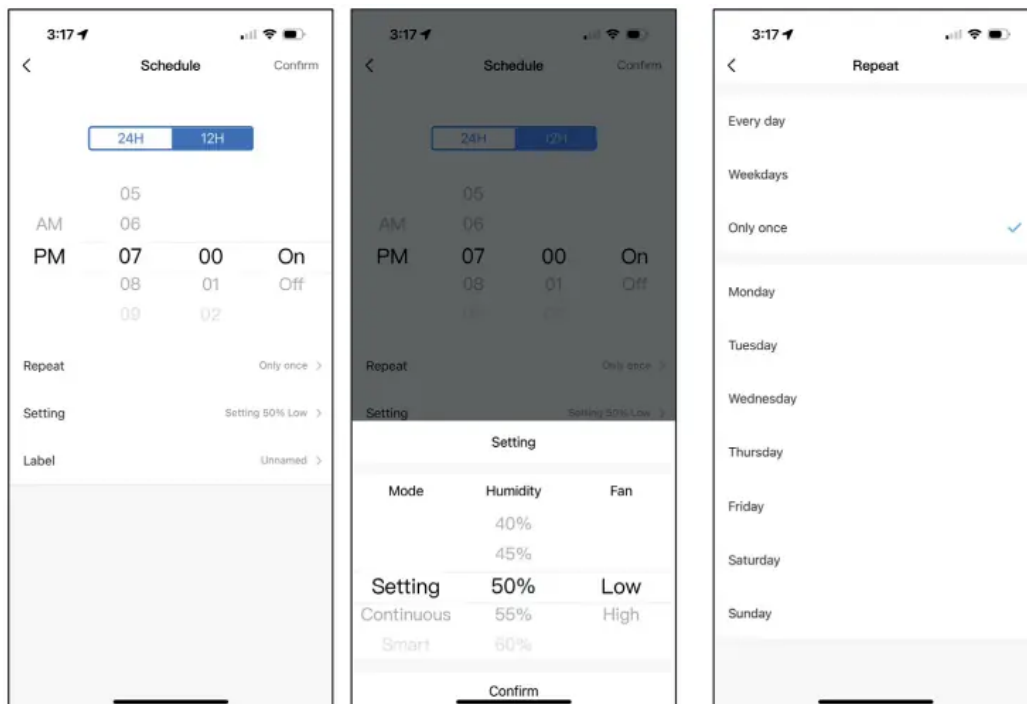 3:17
Schedule
Confirm
24H 12H
05
AM 06
PM 07 00 On
08 01 Off
09 02
Repeat Only once
Setting Setting 50% Low
Label Unnamed
3:17
Schedule
Confirm
24H 12H
05
AM 06
PM 07 00 On
08 01 Off
Repeat Only once
Setting Setting 50% Low
Setting
Mode Humidity Fan
40%
45%
Setting 50% Low
Continuous 55% High
Smart 60%
Confirm
3:17
Repeat
Every day
Weekdays
Only once
Monday
Tuesday
Wednesday
Thursday
Friday
Saturday
Sunday